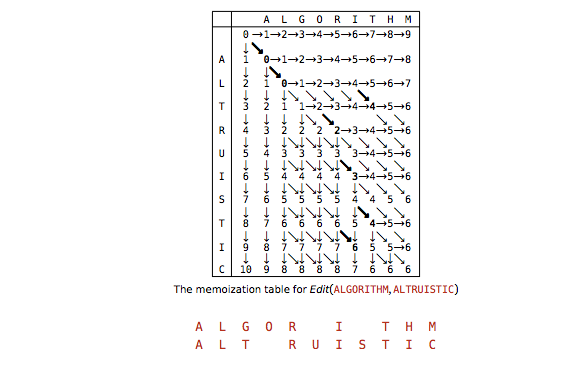 A L G O R I T H M
0 →1→2→3→4→5→6→7→8→9
A 1 0→1→2→3→4→5→6→7→8
L 2 1 0→1→2→3→4→5→6→7
T 3 2 1 1→2→3→4→4→5→6
R 4 3 2 2 2 2→3→4→5→6
U 5 4 3 3 3 3 3→4→5→6
I 6 5 4 4 4 4 3→4→5→6
S 7 6 5 5 5 5 4 4 5 6
T 8 7 6 6 6 6 5 4→5→6
I 9 8 7 7 7 7 6 5 5→6
C 10 9 8 8 8 8 7 6 6 6
The memoization table for Edit(ALGORITHM, ALTRUISTIC)
A L G O R I T H M
A L T R U I S T I C